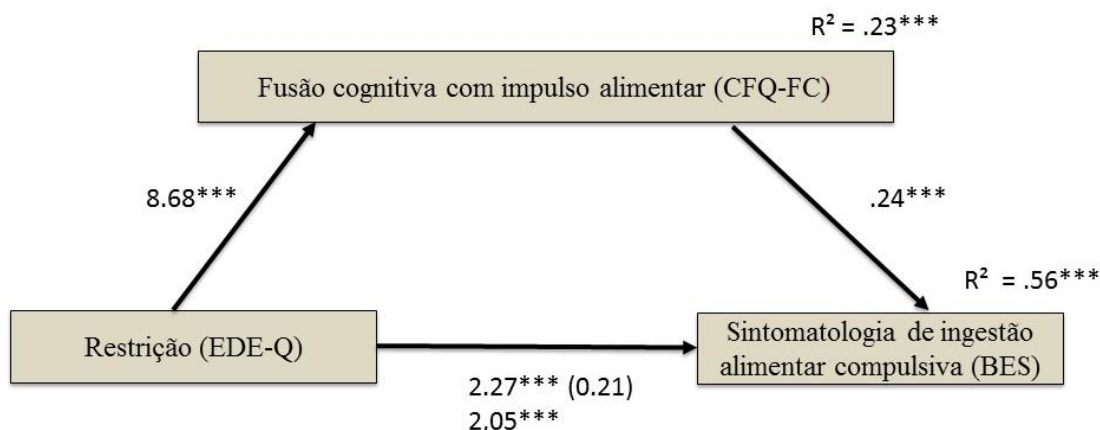 R² = .23***
Fusão cognitiva com impulso alimentar (CFQ-FC)
8.68***
.24***
R² = .56***
Restrição (EDE-Q)
Sintomatologia de ingestão
alimentar compulsiva (BES)
2.27*** (0.21)
2,05***